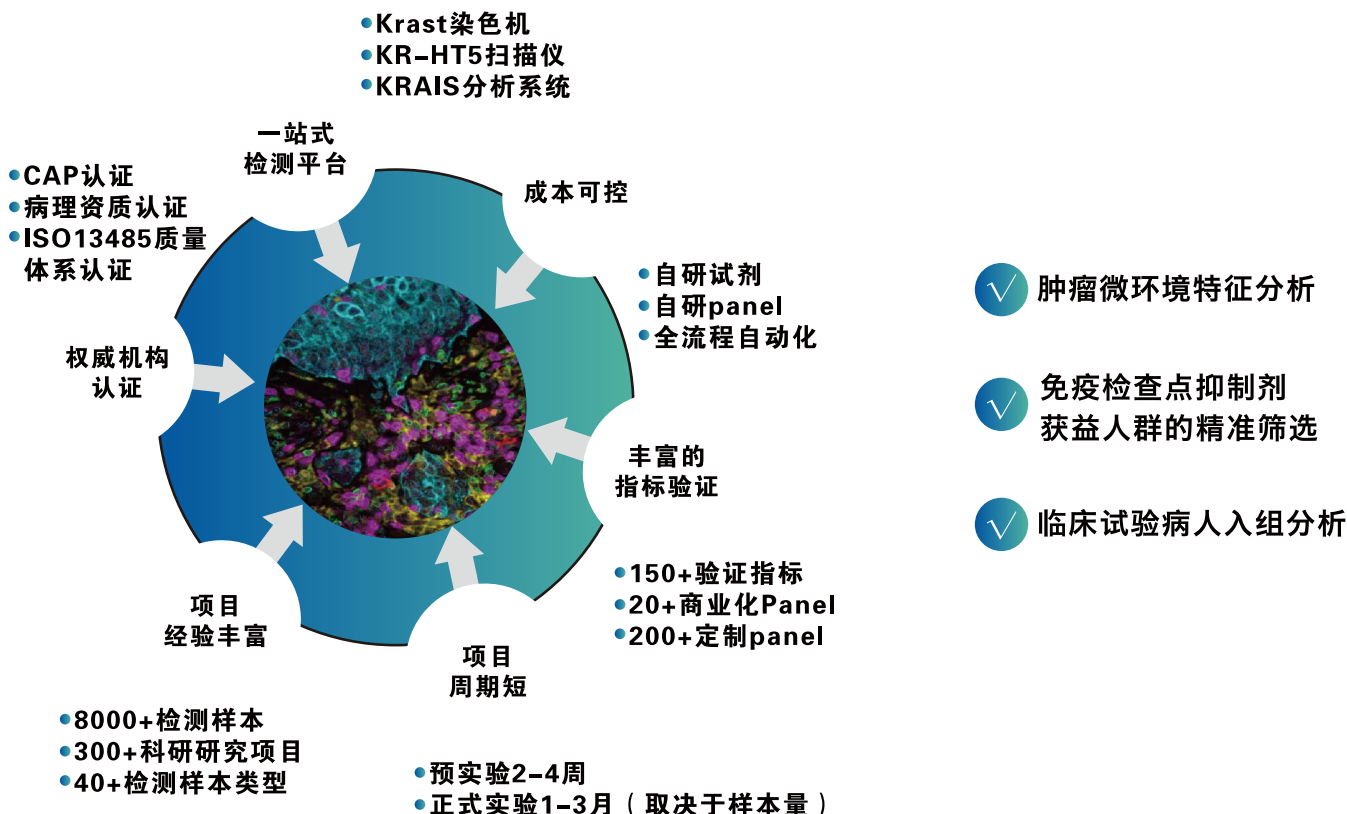 •Krast染色机
•KR-HT5扫描仪
•KRAIS分析系统
一站式
检测平台
•CAP认证
•病理资质认证
•ISO13485质量
体系认证
权威机构
认证
成本可控
•自研试剂
•自研panel
•全流程自动化
丰富的
指标验证
•150+验证指标
•20+商业化Panel
•200+定制panel
项目
经验丰富
•8000+检测样本
•300+科研研究项目
•40+检测样本类型
项目
周期短
•预实验2-4周
•正式实验1-3月（取决于样本量）
√ 肿瘤微环境特征分析
√ 免疫检查点抑制剂
获益人群的精准筛选
√ 临床试验病人入组分析